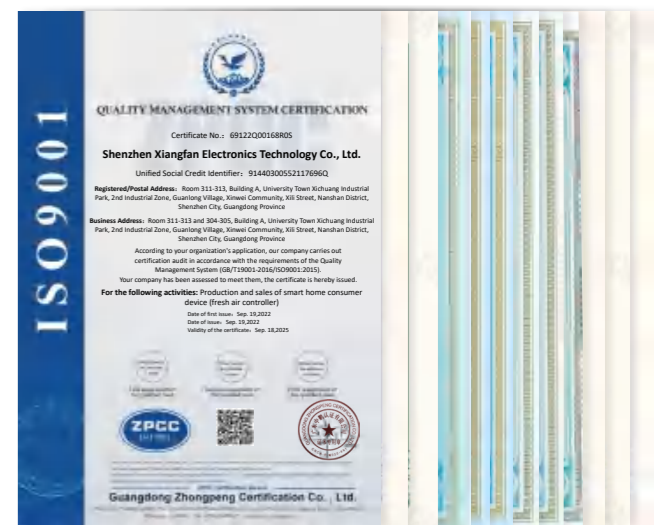 ISO9001
QUALITY MANAGEMENT SYSTEM CERTIFICATION
Certificate No.: 69122Q00168R0S
Shenzhen Xiangfan Electronics Technology Co., Ltd.
Unified Social Credit Identifier: 91440300552117696Q
Registered/Postal Address: Room 311-313, Building A, University Town Xichuang Industrial
Park, 2nd Industrial Zone, Guanlong Village, Xinwei Community, Xili Street, Nanshan District,
Shenzhen City, Guangdong Province
Business Address: Room 311-313 and 304-305, Building A, University Town Xichuang Industrial
Park, 2nd Industrial Zone, Guanlong Village, Xinwei Community, Xili Street, Nanshan District,
Shenzhen City, Guangdong Province
According to your organization's application, our company carries out
certification audit in accordance with the requirements of the Quality
Management System (GB/T19001-2016/ISO9001:2015).
Your company has been assessed to meet them, the certificate is hereby issued.
For the following activities: Production and sales of smart home consumer
device (fresh air controller)
Date of first issue: Sep. 19,2022
Date of issue: Sep. 19,2022
Validity of the certificate: Sep. 18,2025
ZPCC
Guangdong Zhongpeng Certification Co., Ltd.